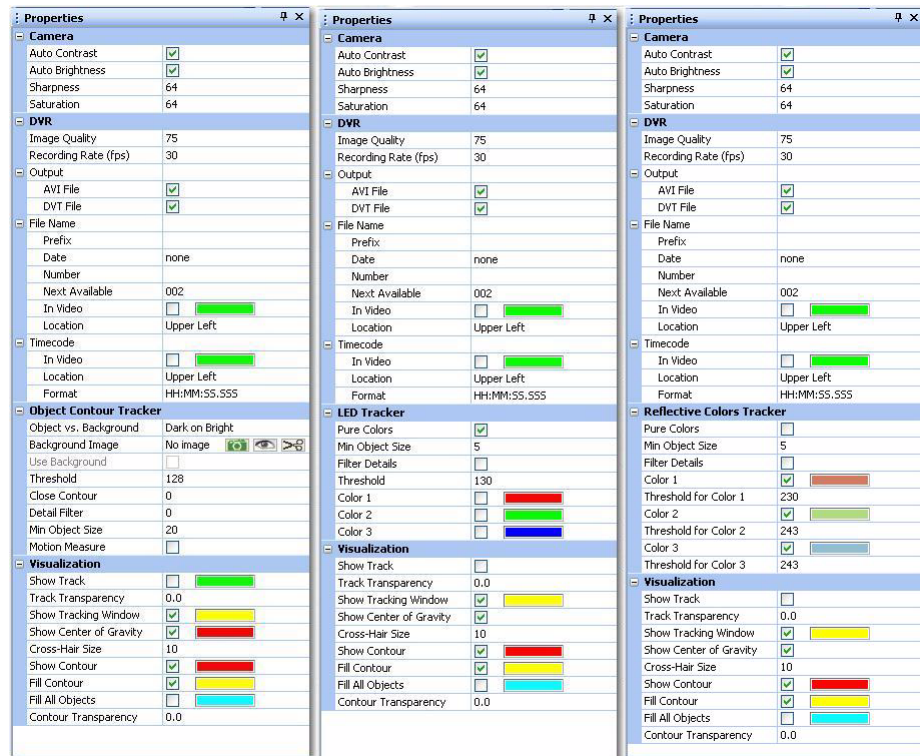 Properties
Camera
Auto Contrast
Auto Brightness
Sharpness 64
Saturation 64
DVR
Image Quality 75
Recording Rate (fps) 30
Output
AVI File
DVT File
File Name
Prefix
Date none
Number
Next Available 002
In Video
Location Upper Left
Timecode
In Video
Location Upper Left
Format HH:MM:SS.SSS
Object Contour Tracker
Object vs. Background Dark on Bright
Background Image No image
Use Background
Threshold 128
Close Contour 0
Detail Filter 0
Min Object Size 20
Motion Measure
Visualization
Show Track
Track Transparency 0.0
Show Tracking Window
Show Center of Gravity
Cross-Hair Size 10
Show Contour
Fill Contour
Fill All Objects
Contour Transparency 0.0
Properties
Camera
Auto Contrast
Auto Brightness
Sharpness 64
Saturation 64
DVR
Image Quality 75
Recording Rate (fps) 30
Output
AVI File
DVT File
File Name
Prefix
Date none
Number
Next Available 002
In Video
Location Upper Left
Timecode
In Video
Location Upper Left
Format HH:MM:SS.SSS
LED Tracker
Pure Colors
Min Object Size 5
Filter Details
Threshold 130
Color 1
Color 2
Color 3
Visualization
Show Track
Track Transparency 0.0
Show Tracking Window
Show Center of Gravity
Cross-Hair Size 10
Show Contour
Fill Contour
Fill All Objects
Contour Transparency 0.0
Properties
Camera
Auto Contrast
Auto Brightness
Sharpness 64
Saturation 64
DVR
Image Quality 75
Recording Rate (fps) 30
Output
AVI File
DVT File
File Name
Prefix
Date none
Number
Next Available 002
In Video
Location Upper Left
Timecode
In Video
Location Upper Left
Format HH:MM:SS.SSS
Reflective Colors Tracker
Pure Colors
Min Object Size 5
Filter Details
Color 1
Threshold for Color 1 230
Color 2
Threshold for Color 2 243
Color 3
Threshold for Color 3 243
Visualization
Show Track
Track Transparency 0.0
Show Tracking Window
Show Center of Gravity
Cross-Hair Size 10
Show Contour
Fill Contour
Fill All Objects
Contour Transparency 0.0